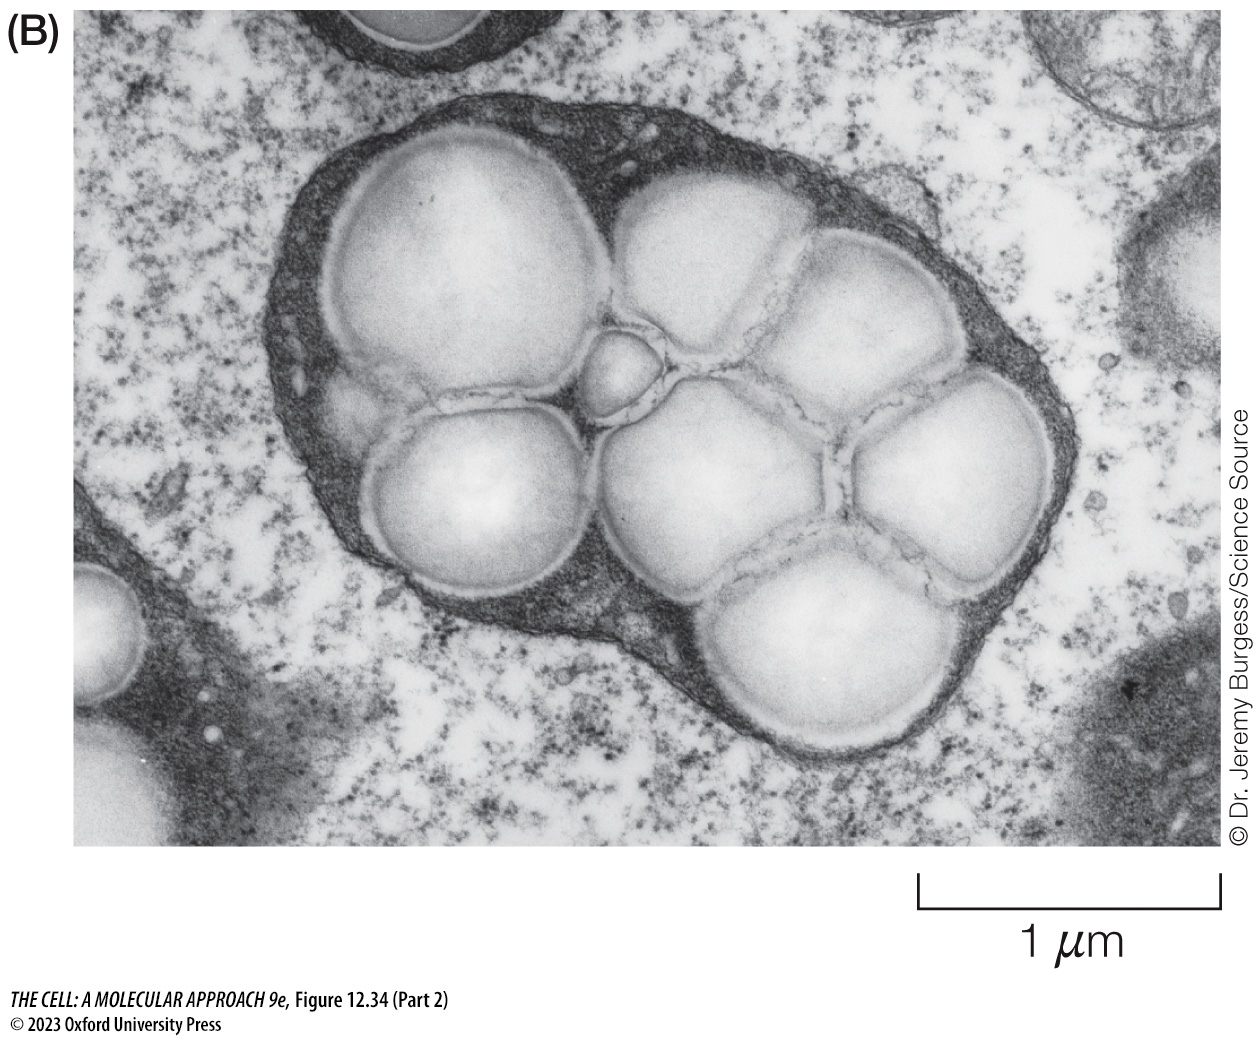 (B)
© Dr. Jeremy Burgess/Science Source
1 μm
THE CELL: A MOLECULAR APPROACH 9e, Figure 12.34 (Part 2)
© 2023 Oxford University Press